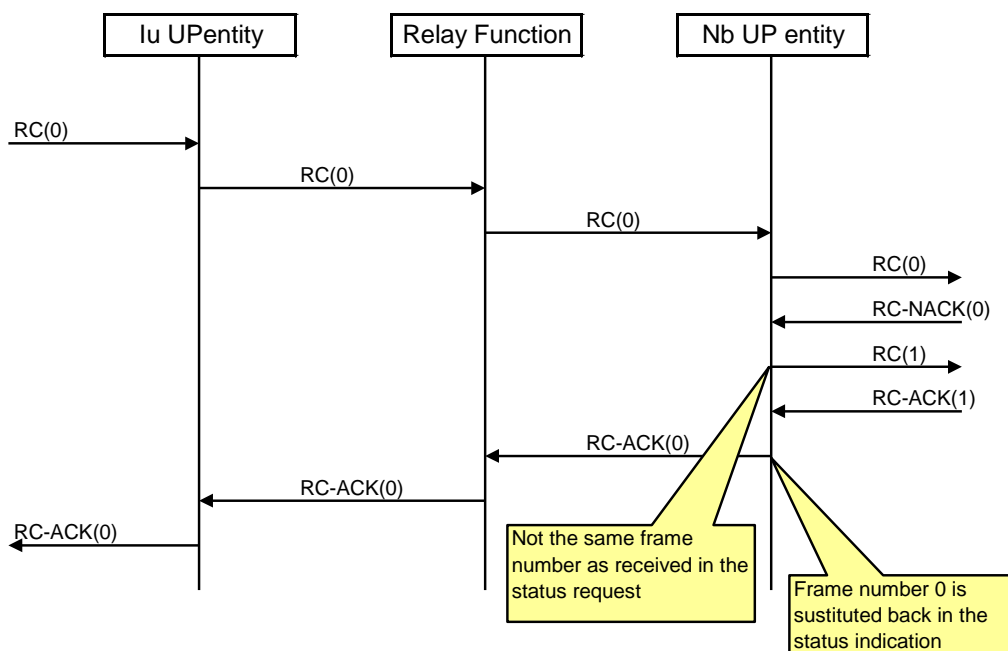 Iu UPentity
Relay Function
Nb UP entity
RC(0)
RC(0)
RC(0)
RC(0)
RC-NACK(0)
RC(1)
RC-ACK(1)
RC-ACK(0)
RC-ACK(0)
RC-ACK(0)
Not the same frame
number as received in the
status request
Frame number 0 is
sustituted back in the
status indication